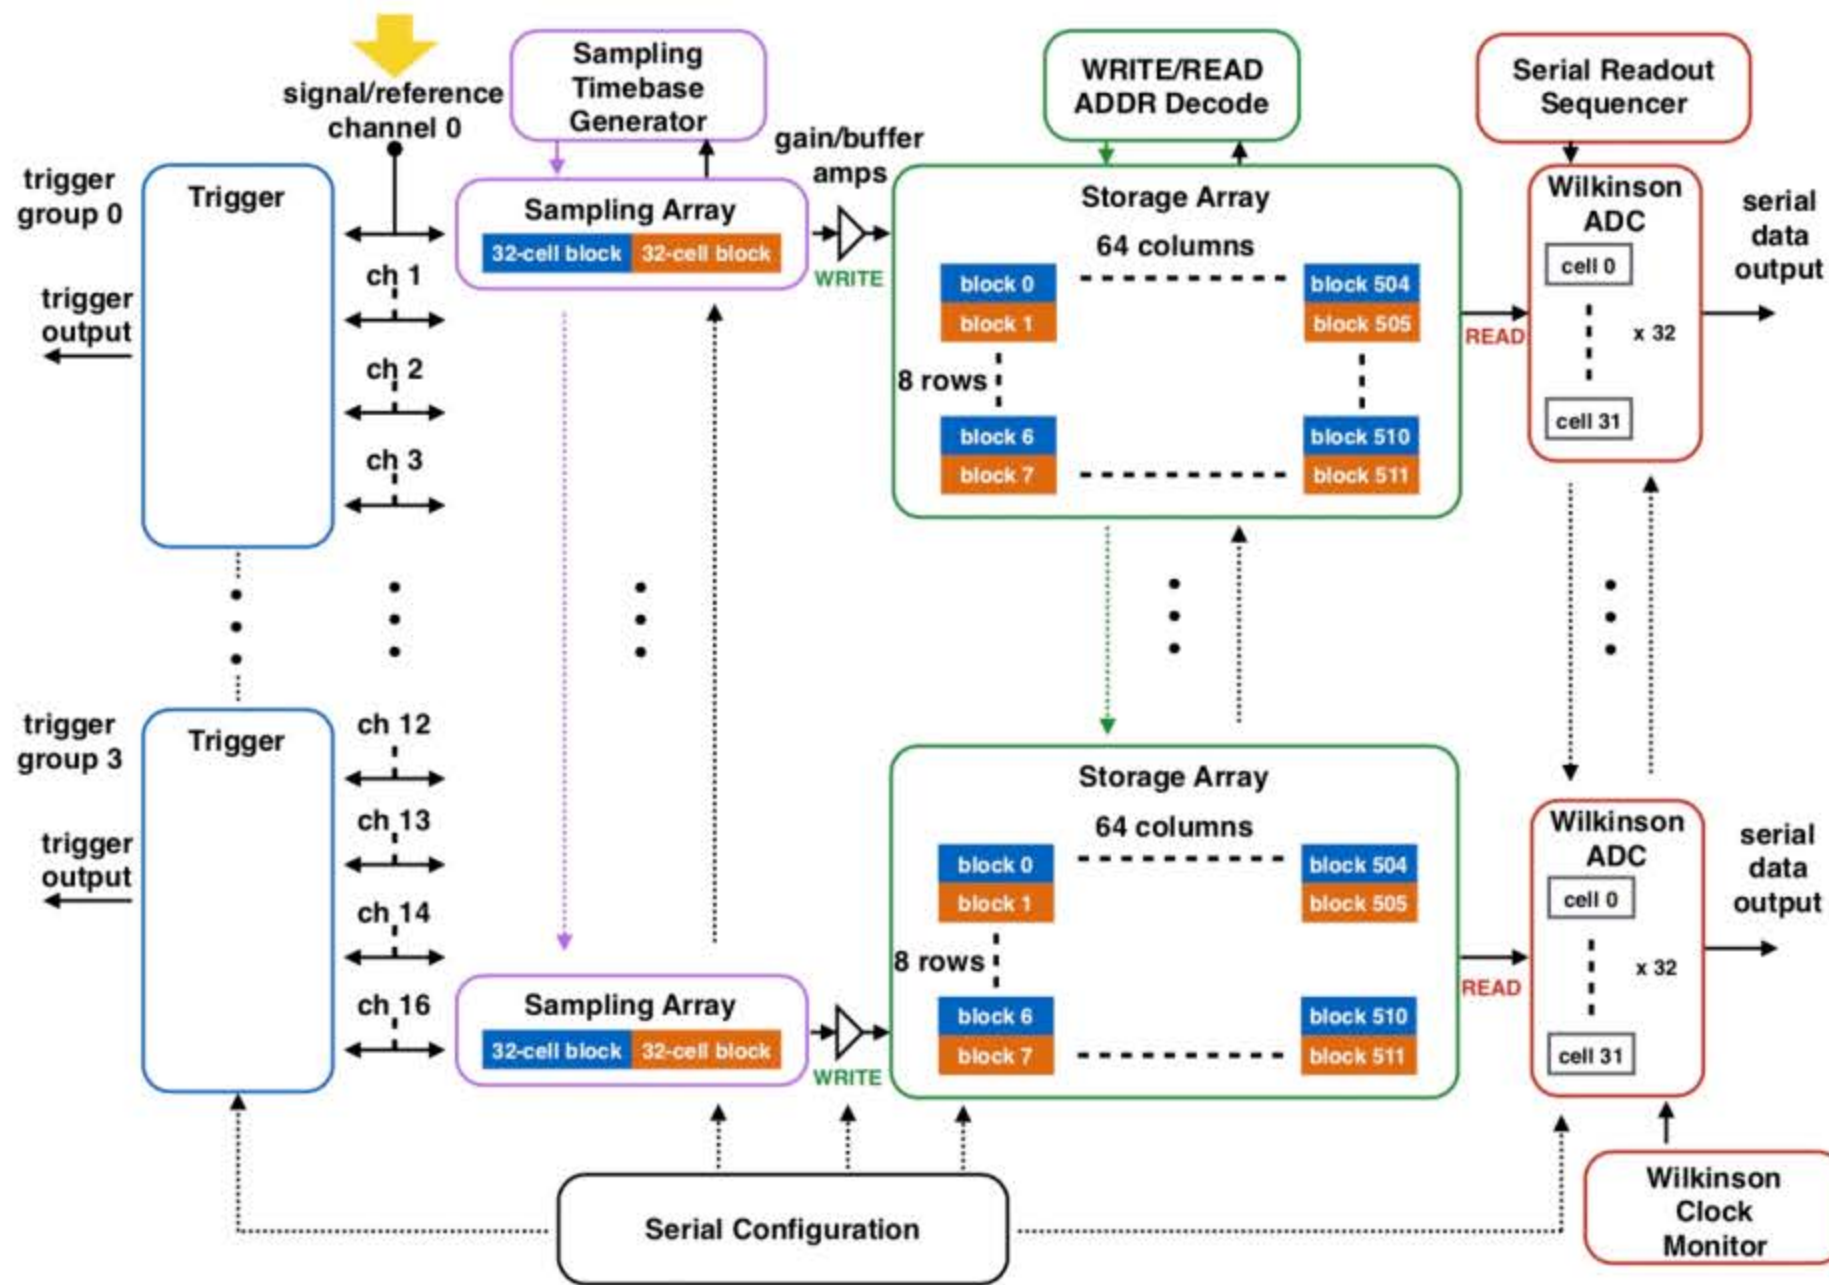 signal/reference
channel 0
Sampling
Timebase
Generator
WRITE/READ
ADDR Decode
Serial Readout
Sequencer
trigger
group 0
Trigger
trigger
output
ch 1
ch 2
ch 3
Sampling Array
32-cell block
32-cell block
gain/buffer
amps
WRITE
Storage Array
64 columns
block 0
block 1
8 rows
block 6
block 7
block 504
block 505
block 510
block 511
READ
Wilkinson
ADC
cell 0
x 32
cell 31
serial
data
output
trigger
group 3
Trigger
trigger
output
ch 12
ch 13
ch 14
ch 16
Sampling Array
32-cell block
32-cell block
WRITE
Storage Array
64 columns
block 0
block 1
8 rows
block 6
block 7
block 504
block 505
block 510
block 511
READ
Wilkinson
ADC
cell 0
x 32
cell 31
serial
data
output
Serial Configuration
Wilkinson
Clock
Monitor